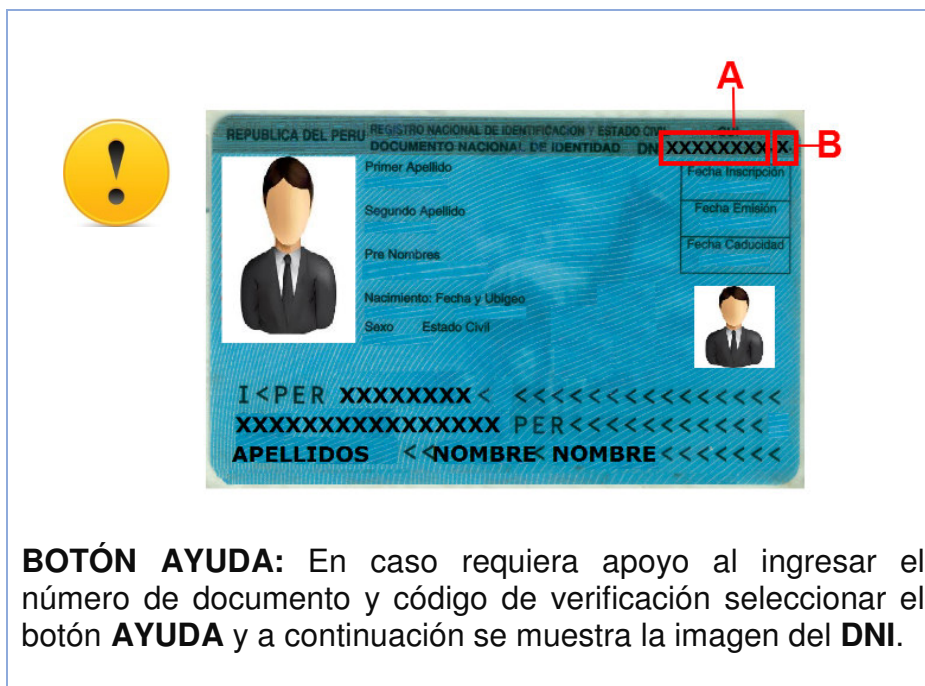 A
REPUBLICA DEL PERU REGISTRO NACIONAL DE IDENTIFICACION Y ESTADO CIVIL
DOCUMENTO NACIONAL DE IDENTIDAD DNI XXXXXXXX-X
B
Primer Apellido
Fecha Inscripción
Segundo Apellido
Fecha Emisión
Pre Nombres
Fecha Caducidad
Nacimiento: Fecha y Ubigeo
Sexo Estado Civil
I<PER XXXXXXXX< <<<<<<<<<<<<<<<
XXXXXXXXXXXXXXXX PER<<<<<<<<<<<
APELLIDOS <<NOMBRE< NOMBRE<<<<<<<
BOTÓN AYUDA: En caso requiera apoyo al ingresar el
número de documento y código de verificación seleccionar el
botón AYUDA y a continuación se muestra la imagen del DNI.